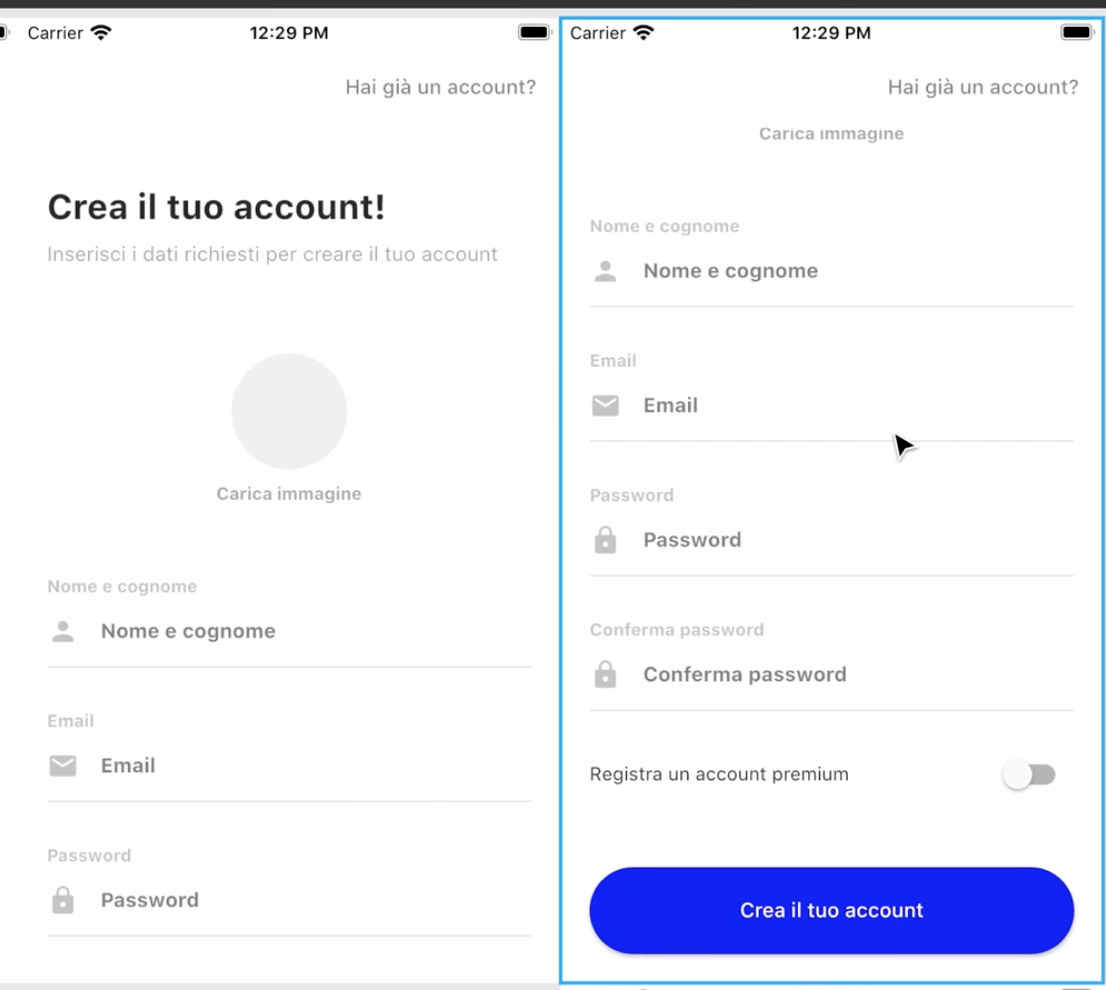 Carrier 12:29 PM
Hai già un account?
Crea il tuo account!
Inserisci i dati richiesti per creare il tuo account
Carica immagine
Nome e cognome
Nome e cognome
Email
Email
Password
Password
Carrier 12:29 PM
Hai già un account?
Carica immagine
Nome e cognome
Nome e cognome
Email
Email
Password
Password
Conferma password
Conferma password
Registra un account premium
Crea il tuo account